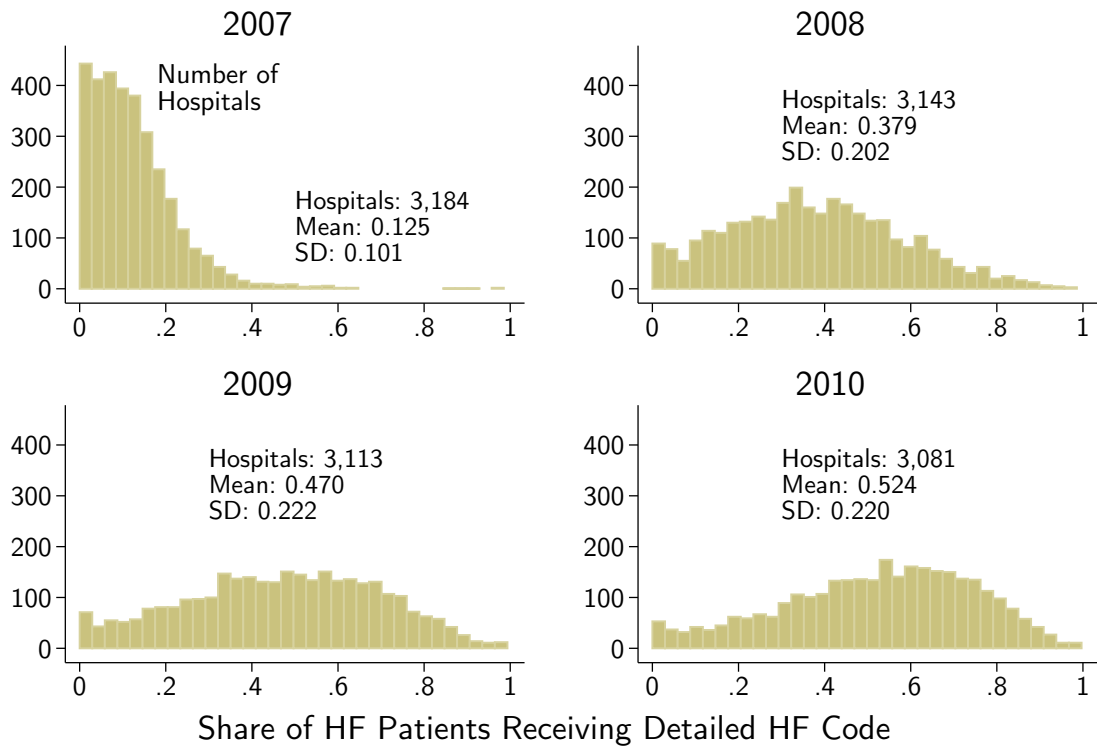 2007
400
300
200
100
0
Number of
Hospitals
Hospitals: 3,184
Mean: 0.125
SD: 0.101
0 .2 .4 .6 .8 1
2008
400
300
200
100
0
Hospitals: 3,143
Mean: 0.379
SD: 0.202
0 .2 .4 .6 .8 1
2009
400
300
200
100
0
Hospitals: 3,113
Mean: 0.470
SD: 0.222
0 .2 .4 .6 .8 1
2010
400
300
200
100
0
Hospitals: 3,081
Mean: 0.524
SD: 0.220
0 .2 .4 .6 .8 1
Share of HF Patients Receiving Detailed HF Code